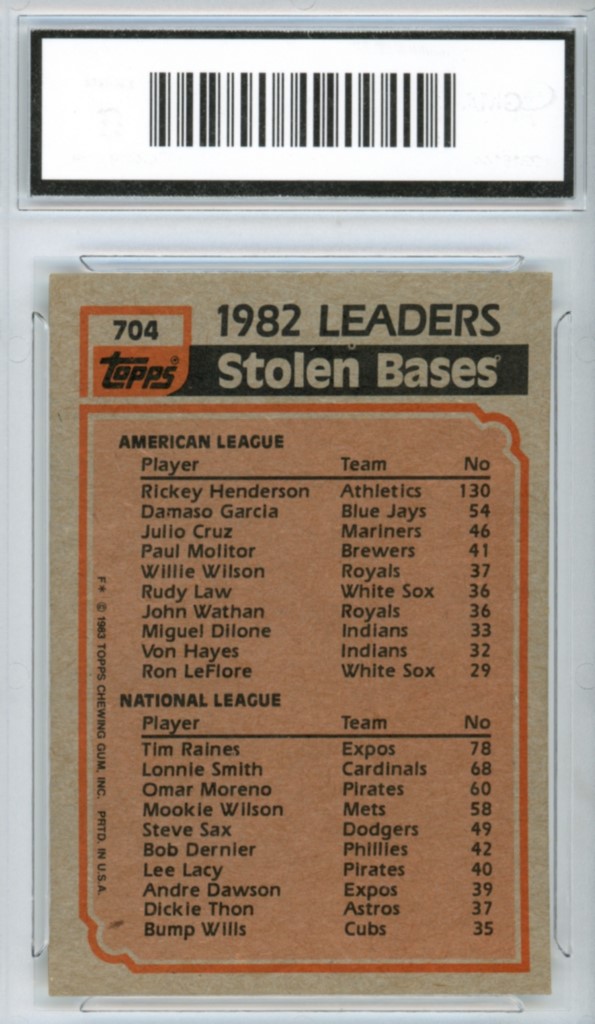 704
Topps
1982 LEADERS
Stolen Bases
AMERICAN LEAGUE
Player Team No
Rickey Henderson Athletics 130
Damaso Garcia Blue Jays 54
Julio Cruz Mariners 46
Paul Molitor Brewers 41
Willie Wilson Royals 37
Rudy Law White Sox 36
John Wathan Royals 36
Miguel Dilone Indians 33
Von Hayes Indians 32
Ron LeFlore White Sox 29
NATIONAL LEAGUE
Player Team No
Tim Raines Expos 78
Lonnie Smith Cardinals 68
Omar Moreno Pirates 60
Mookie Wilson Mets 58
Steve Sax Dodgers 49
Bob Dernier Phillies 42
Lee Lacy Pirates 40
Andre Dawson Expos 39
Dickie Thon Astros 37
Bump Wills Cubs 35
F* © 1983 TOPPS CHEWING GUM, INC. PRTD. IN U.S.A.